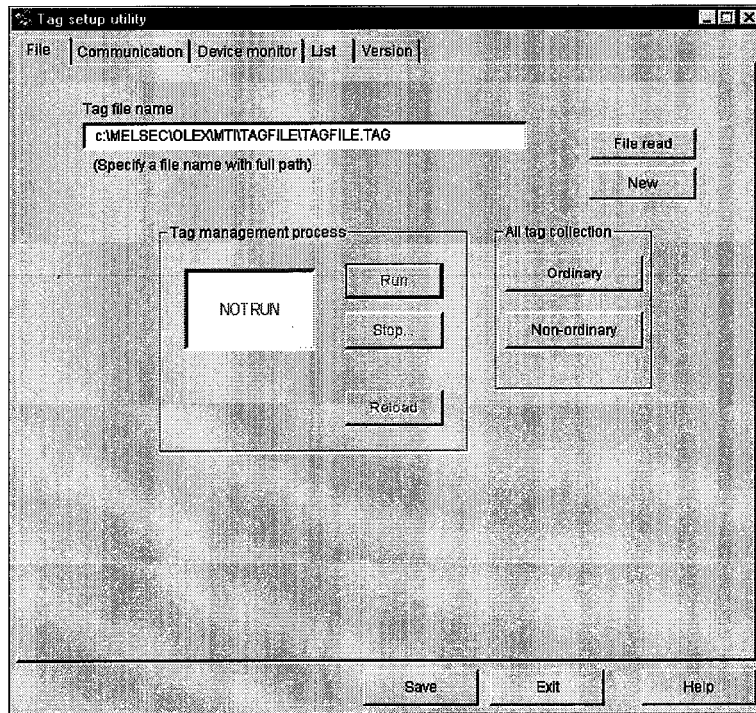 Tag setup utility
File Communication Device monitor List Version
Tag file name
c:\MELSEC\OLEX\MTI\TAGFILE\TAGFILE.TAG
(Specify a file name with full path)
File read
New
Tag management process
NOT RUN
Run
Stop...
Reload
All tag collection
Ordinary
Non-ordinary
Save Exit Help